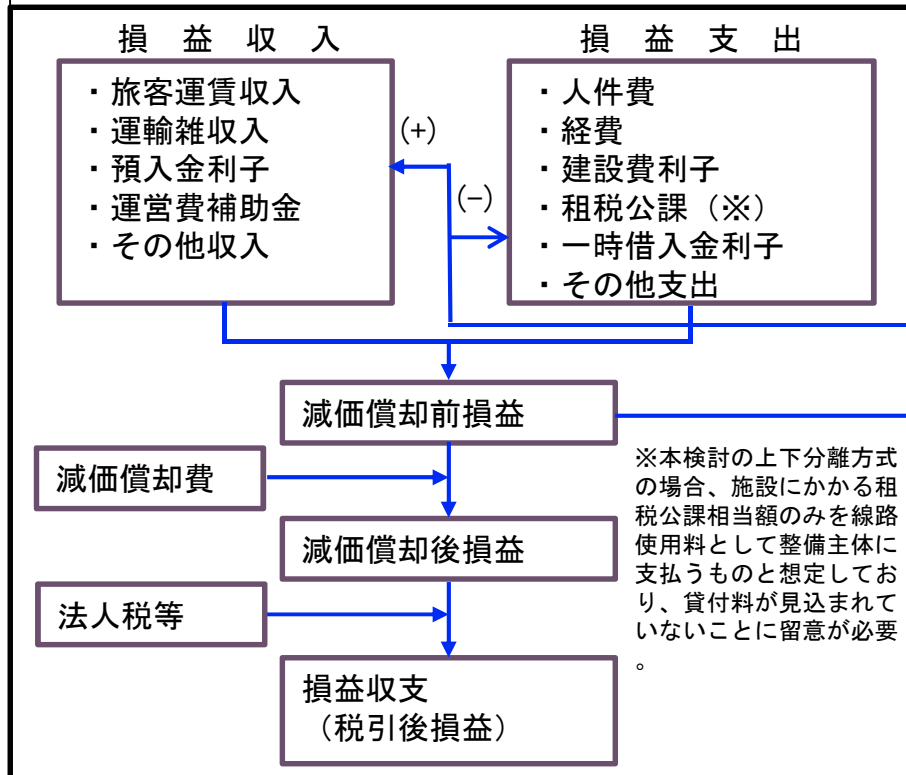 損　益　収　入
・旅客運賃収入
・運輸雑収入
・預入金利子
・運営費補助金
・その他収入
(+)
(−)
損　益　支　出
・人件費
・経費
・建設費利子
・租税公課（※）
・一時借入金利子
・その他支出
減価償却前損益
減価償却費
減価償却後損益
法人税等
損益収支
（税引後損益）
※本検討の上下分離方式
の場合、施設にかかる租
税公課相当額のみを線路
使用料として整備主体に
支払うものと想定してお
り、貸付料が見込まれて
いないことに留意が必要
。